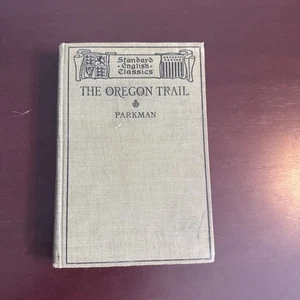 Standard
English
Classics
THE OREGON TRAIL
PARKMAN